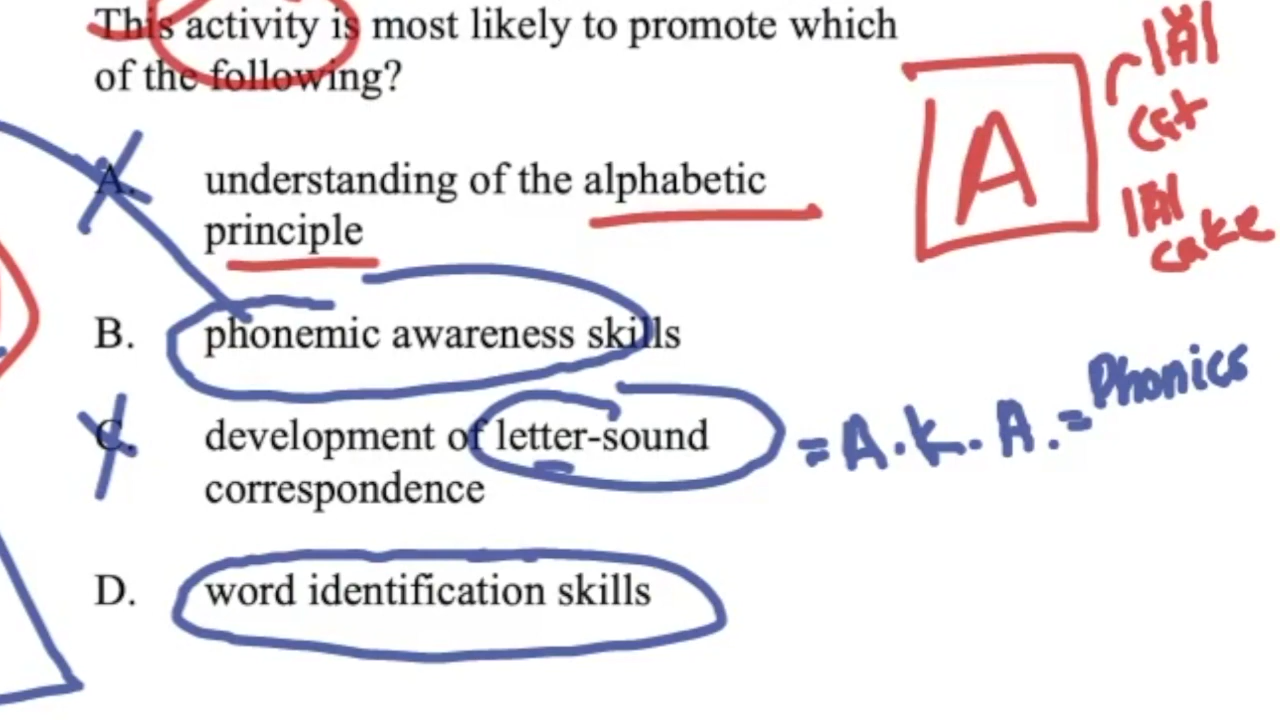 This activity is most likely to promote which
of the following?
A. understanding of the alphabetic
principle
B. phonemic awareness skills
C. development of letter-sound
correspondence
D. word identification skills
A
|Ă|
cat
|Ā|
cake
= A.K.A. = Phonics